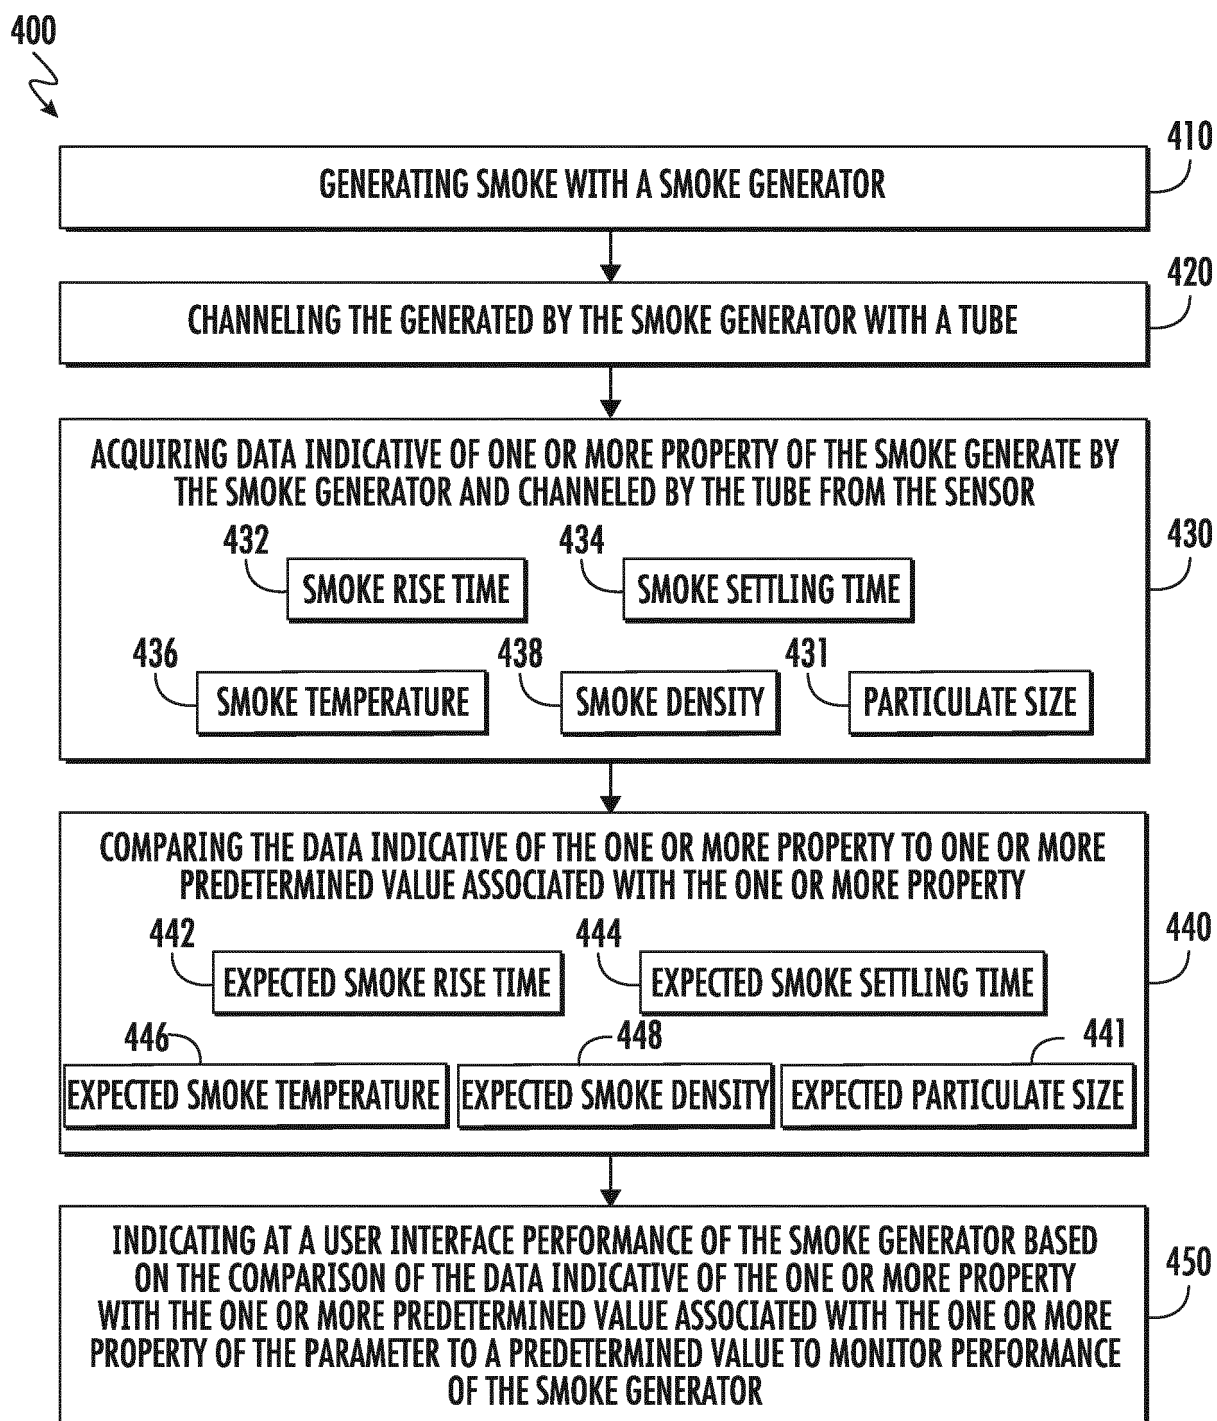 400
410
GENERATING SMOKE WITH A SMOKE GENERATOR
420
CHANNELING THE GENERATED BY THE SMOKE GENERATOR WITH A TUBE
ACQUIRING DATA INDICATIVE OF ONE OR MORE PROPERTY OF THE SMOKE GENERATE BY
THE SMOKE GENERATOR AND CHANNELED BY THE TUBE FROM THE SENSOR
430
432
434
SMOKE RISE TIME
SMOKE SETTLING TIME
436
438
431
SMOKE TEMPERATURE
SMOKE DENSITY
PARTICULATE SIZE
COMPARING THE DATA INDICATIVE OF THE ONE OR MORE PROPERTY TO ONE OR MORE
PREDETERMINED VALUE ASSOCIATED WITH THE ONE OR MORE PROPERTY
440
442
444
EXPECTED SMOKE RISE TIME
EXPECTED SMOKE SETTLING TIME
446
448
441
EXPECTED SMOKE TEMPERATURE
EXPECTED SMOKE DENSITY
EXPECTED PARTICULATE SIZE
INDICATING AT A USER INTERFACE PERFORMANCE OF THE SMOKE GENERATOR BASED
ON THE COMPARISON OF THE DATA INDICATIVE OF THE ONE OR MORE PROPERTY
WITH THE ONE OR MORE PREDETERMINED VALUE ASSOCIATED WITH THE ONE OR MORE
PROPERTY OF THE PARAMETER TO A PREDETERMINED VALUE TO MONITOR PERFORMANCE
OF THE SMOKE GENERATOR
450